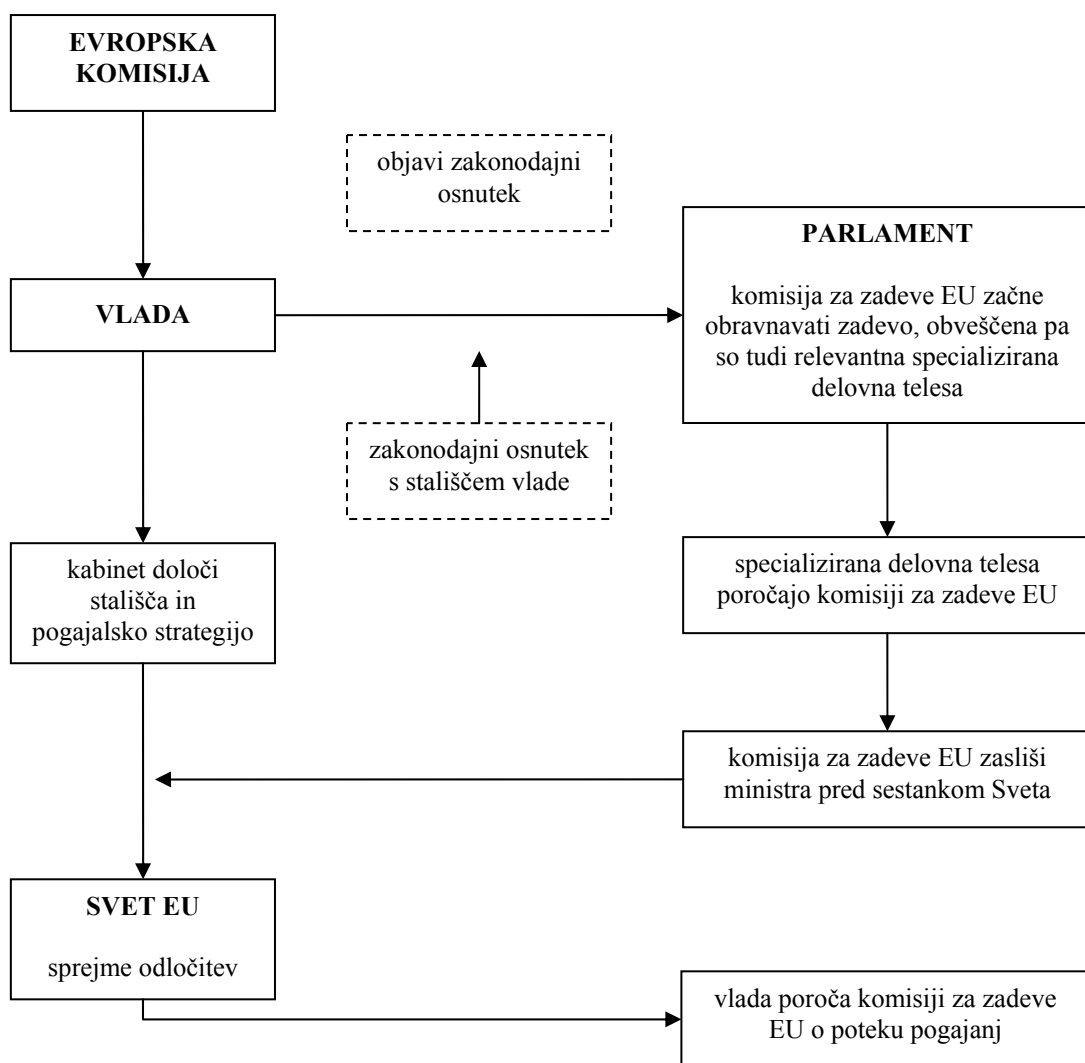 EVROPSKA
KOMISIJA
objavi zakonodajni
osnutek
PARLAMENT
komisija za zadeve EU začne
obravnavati zadevo, obveščena pa
so tudi relevantna specializirana
delovna telesa
VLADA
zakonodajni osnutek
s stališčem vlade
kabinet določi
stališča in
pogajalsko strategijo
specializirana delovna telesa
poročajo komisiji za zadeve EU
komisija za zadeve EU zasliši
ministra pred sestankom Sveta
SVET EU
sprejme odločitev
vlada poroča komisiji za zadeve
EU o poteku pogajanj